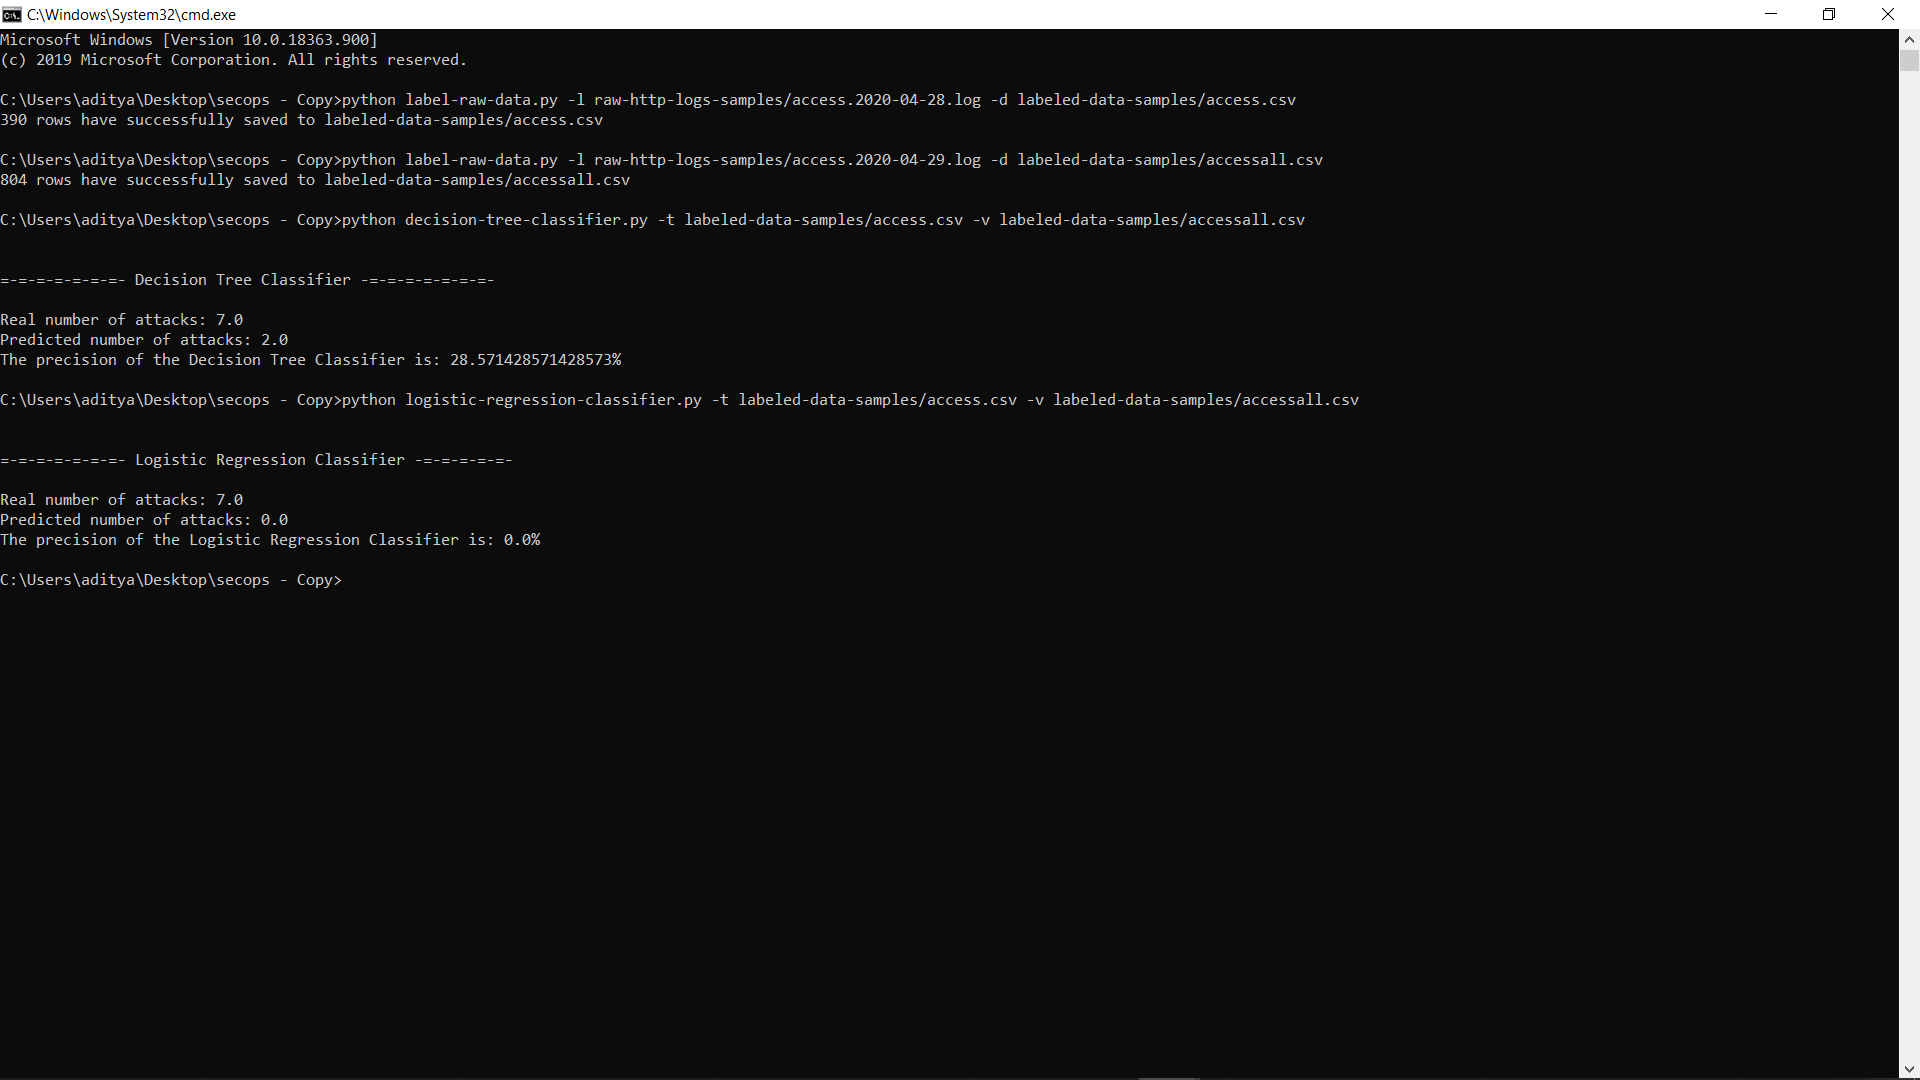 C:\Windows\System32\cmd.exe
Microsoft Windows [Version 10.0.18363.900]
(c) 2019 Microsoft Corporation. All rights reserved.
C:\Users\aditya\Desktop\secops - Copy>python label-raw-data.py -l raw-http-logs-samples/access.2020-04-28.log -d labeled-data-samples/access.csv
390 rows have successfully saved to labeled-data-samples/access.csv
C:\Users\aditya\Desktop\secops - Copy>python label-raw-data.py -l raw-http-logs-samples/access.2020-04-29.log -d labeled-data-samples/accessall.csv
804 rows have successfully saved to labeled-data-samples/accessall.csv
C:\Users\aditya\Desktop\secops - Copy>python decision-tree-classifier.py -t labeled-data-samples/access.csv -v labeled-data-samples/accessall.csv
=-=-=-=-=-=-=- Decision Tree Classifier -=-=-=-=-=-=-=-
Real number of attacks: 7.0
Predicted number of attacks: 2.0
The precision of the Decision Tree Classifier is: 28.571428571428573%
C:\Users\aditya\Desktop\secops - Copy>python logistic-regression-classifier.py -t labeled-data-samples/access.csv -v labeled-data-samples/accessall.csv
=-=-=-=-=-=-=- Logistic Regression Classifier -=-=-=-=-=-
Real number of attacks: 7.0
Predicted number of attacks: 0.0
The precision of the Logistic Regression Classifier is: 0.0%
C:\Users\aditya\Desktop\secops - Copy>